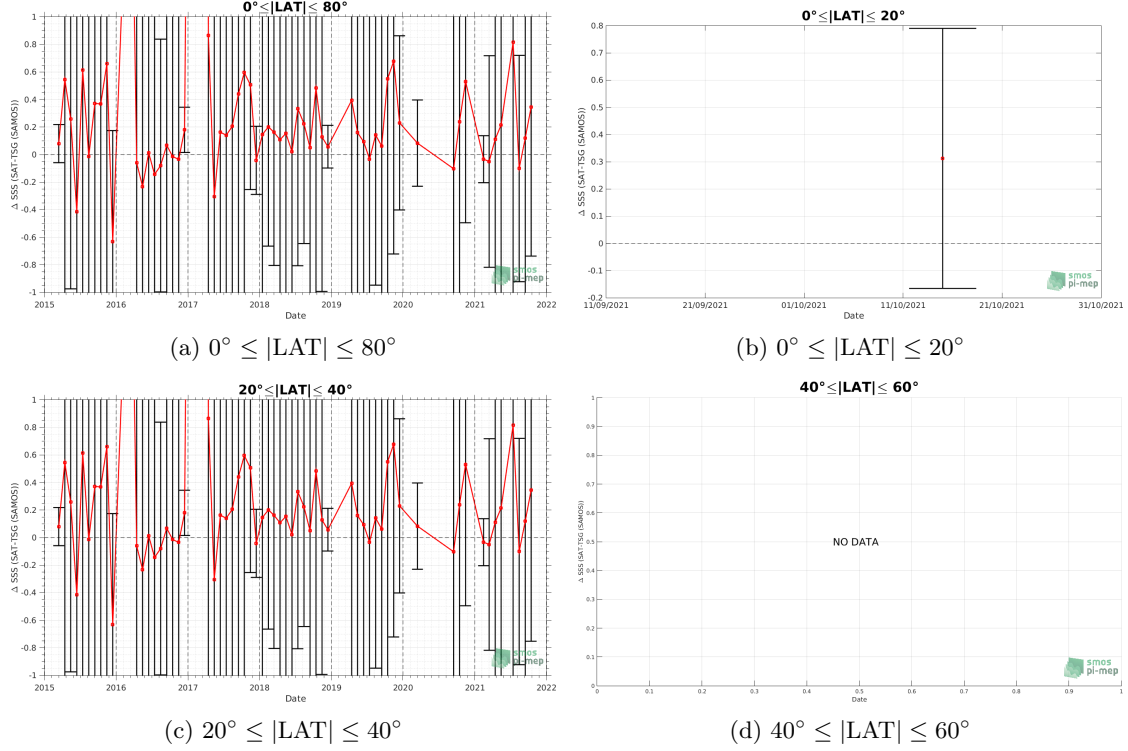 0°≤|LAT|≤ 80°
1
0.8
0.6
0.4
0.2
0
-0.2
-0.4
-0.6
-0.8
-1
Δ SSS (SAT-TSG (SAMOS))
2015 2016 2017 2018 2019 2020 2021 2022
Date
smos
pi-mep
(a) 0° ≤ |LAT| ≤ 80°
0°≤|LAT|≤ 20°
0.8
0.7
0.6
0.5
0.4
0.3
0.2
0.1
0
-0.1
-0.2
Δ SSS (SAT-TSG (SAMOS))
11/09/2021 21/09/2021 01/10/2021 11/10/2021 21/10/2021 31/10/2021
Date
smos
pi-mep
(b) 0° ≤ |LAT| ≤ 20°
20°≤|LAT|≤ 40°
1
0.8
0.6
0.4
0.2
0
-0.2
-0.4
-0.6
-0.8
-1
Δ SSS (SAT-TSG (SAMOS))
2015 2016 2017 2018 2019 2020 2021 2022
Date
smos
pi-mep
(c) 20° ≤ |LAT| ≤ 40°
40°≤|LAT|≤ 60°
1
0.9
0.8
0.7
0.6
0.5
0.4
0.3
0.2
0.1
0
Δ SSS (SAT-TSG (SAMOS))
NO DATA
0 0.1 0.2 0.3 0.4 0.5 0.6 0.7 0.8 0.9 1
Date
smos
pi-mep
(d) 40° ≤ |LAT| ≤ 60°